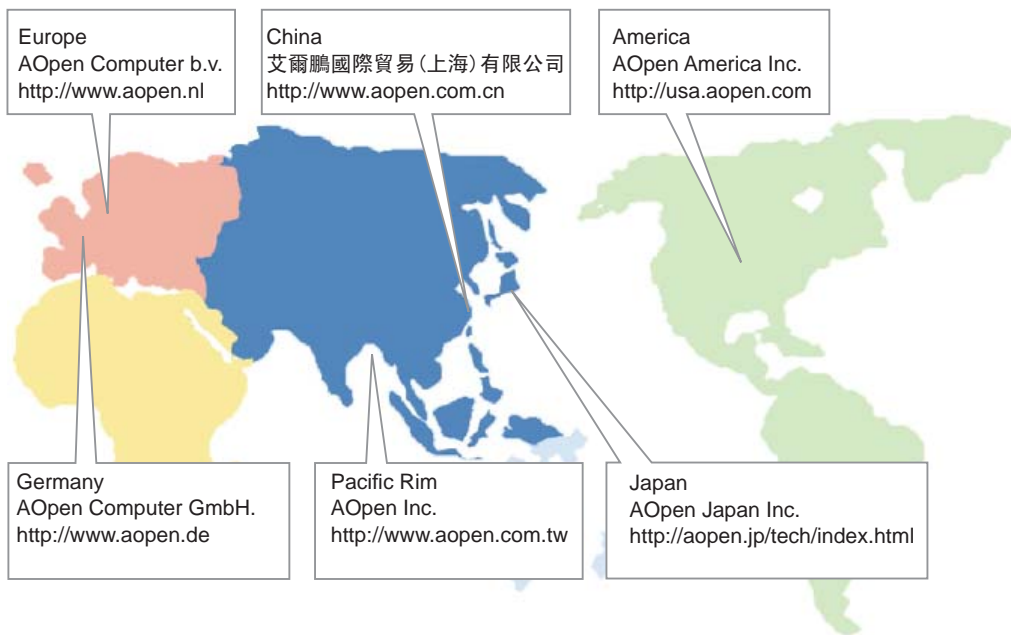 Europe
AOpen Computer b.v.
http://www.aopen.nl
China
艾爾鵬國際貿易(上海)有限公司
http://www.aopen.com.cn
America
AOpen America Inc.
http://usa.aopen.com
Germany
AOpen Computer GmbH.
http://www.aopen.de
Pacific Rim
AOpen Inc.
http://www.aopen.com.tw
Japan
AOpen Japan Inc.
http://aopen.jp/tech/index.html